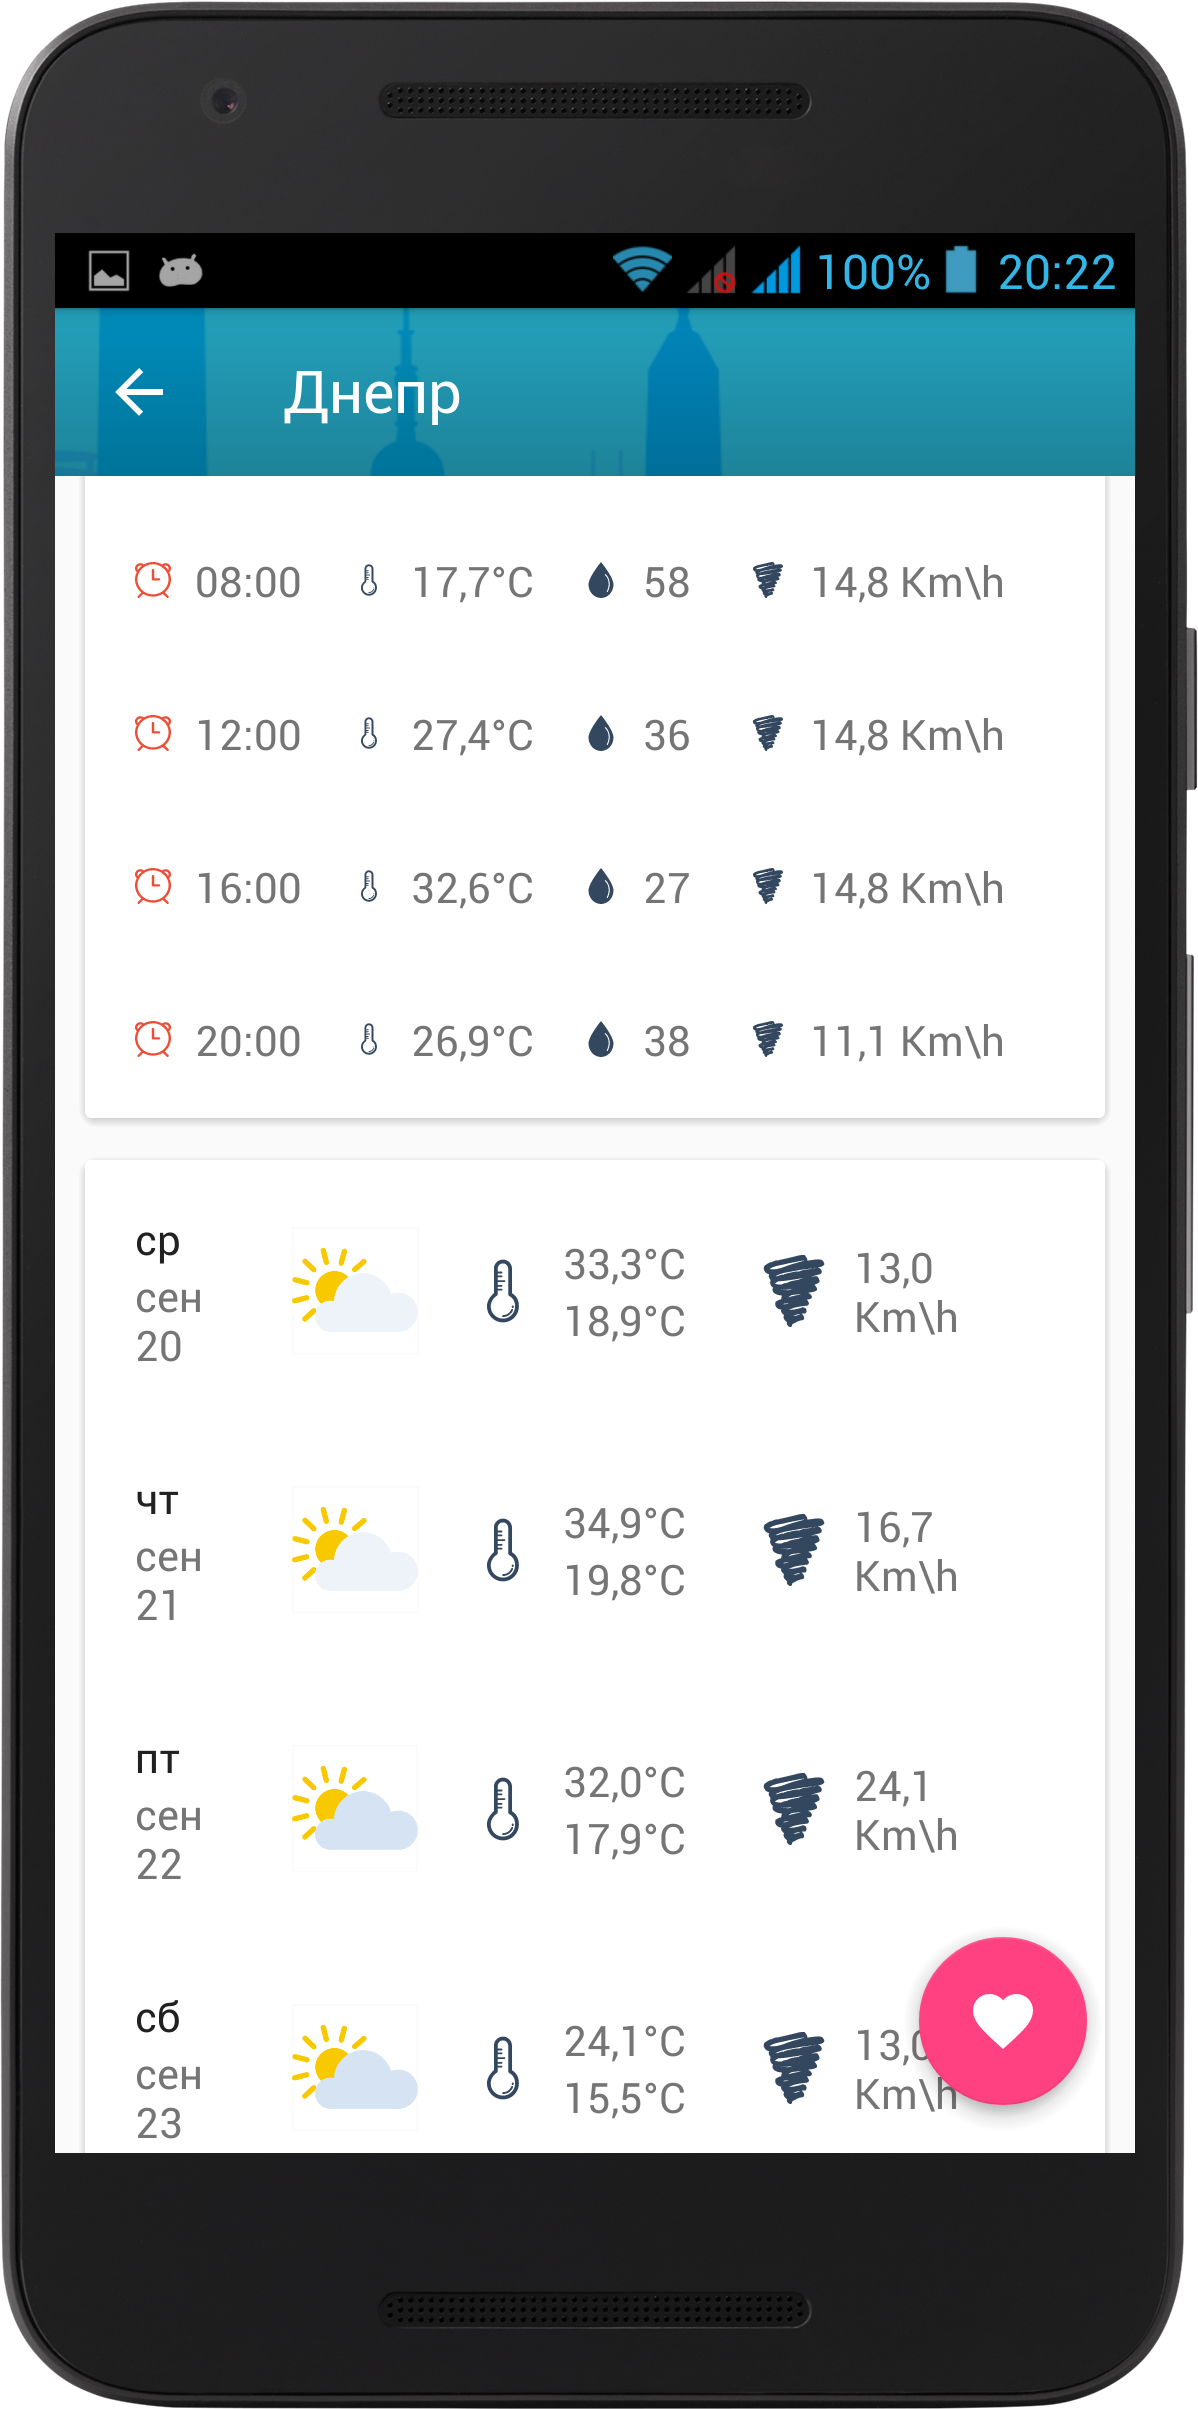 100% 20:22
Днепр
08:00 17,7°C 58 14,8 Km\h
12:00 27,4°C 36 14,8 Km\h
16:00 32,6°C 27 14,8 Km\h
20:00 26,9°C 38 11,1 Km\h
ср
сен
20
33,3°C
18,9°C
13,0
Km\h
чт
сен
21
34,9°C
19,8°C
16,7
Km\h
пт
сен
22
32,0°C
17,9°C
24,1
Km\h
сб
сен
23
24,1°C
15,5°C
13,0
Km\h